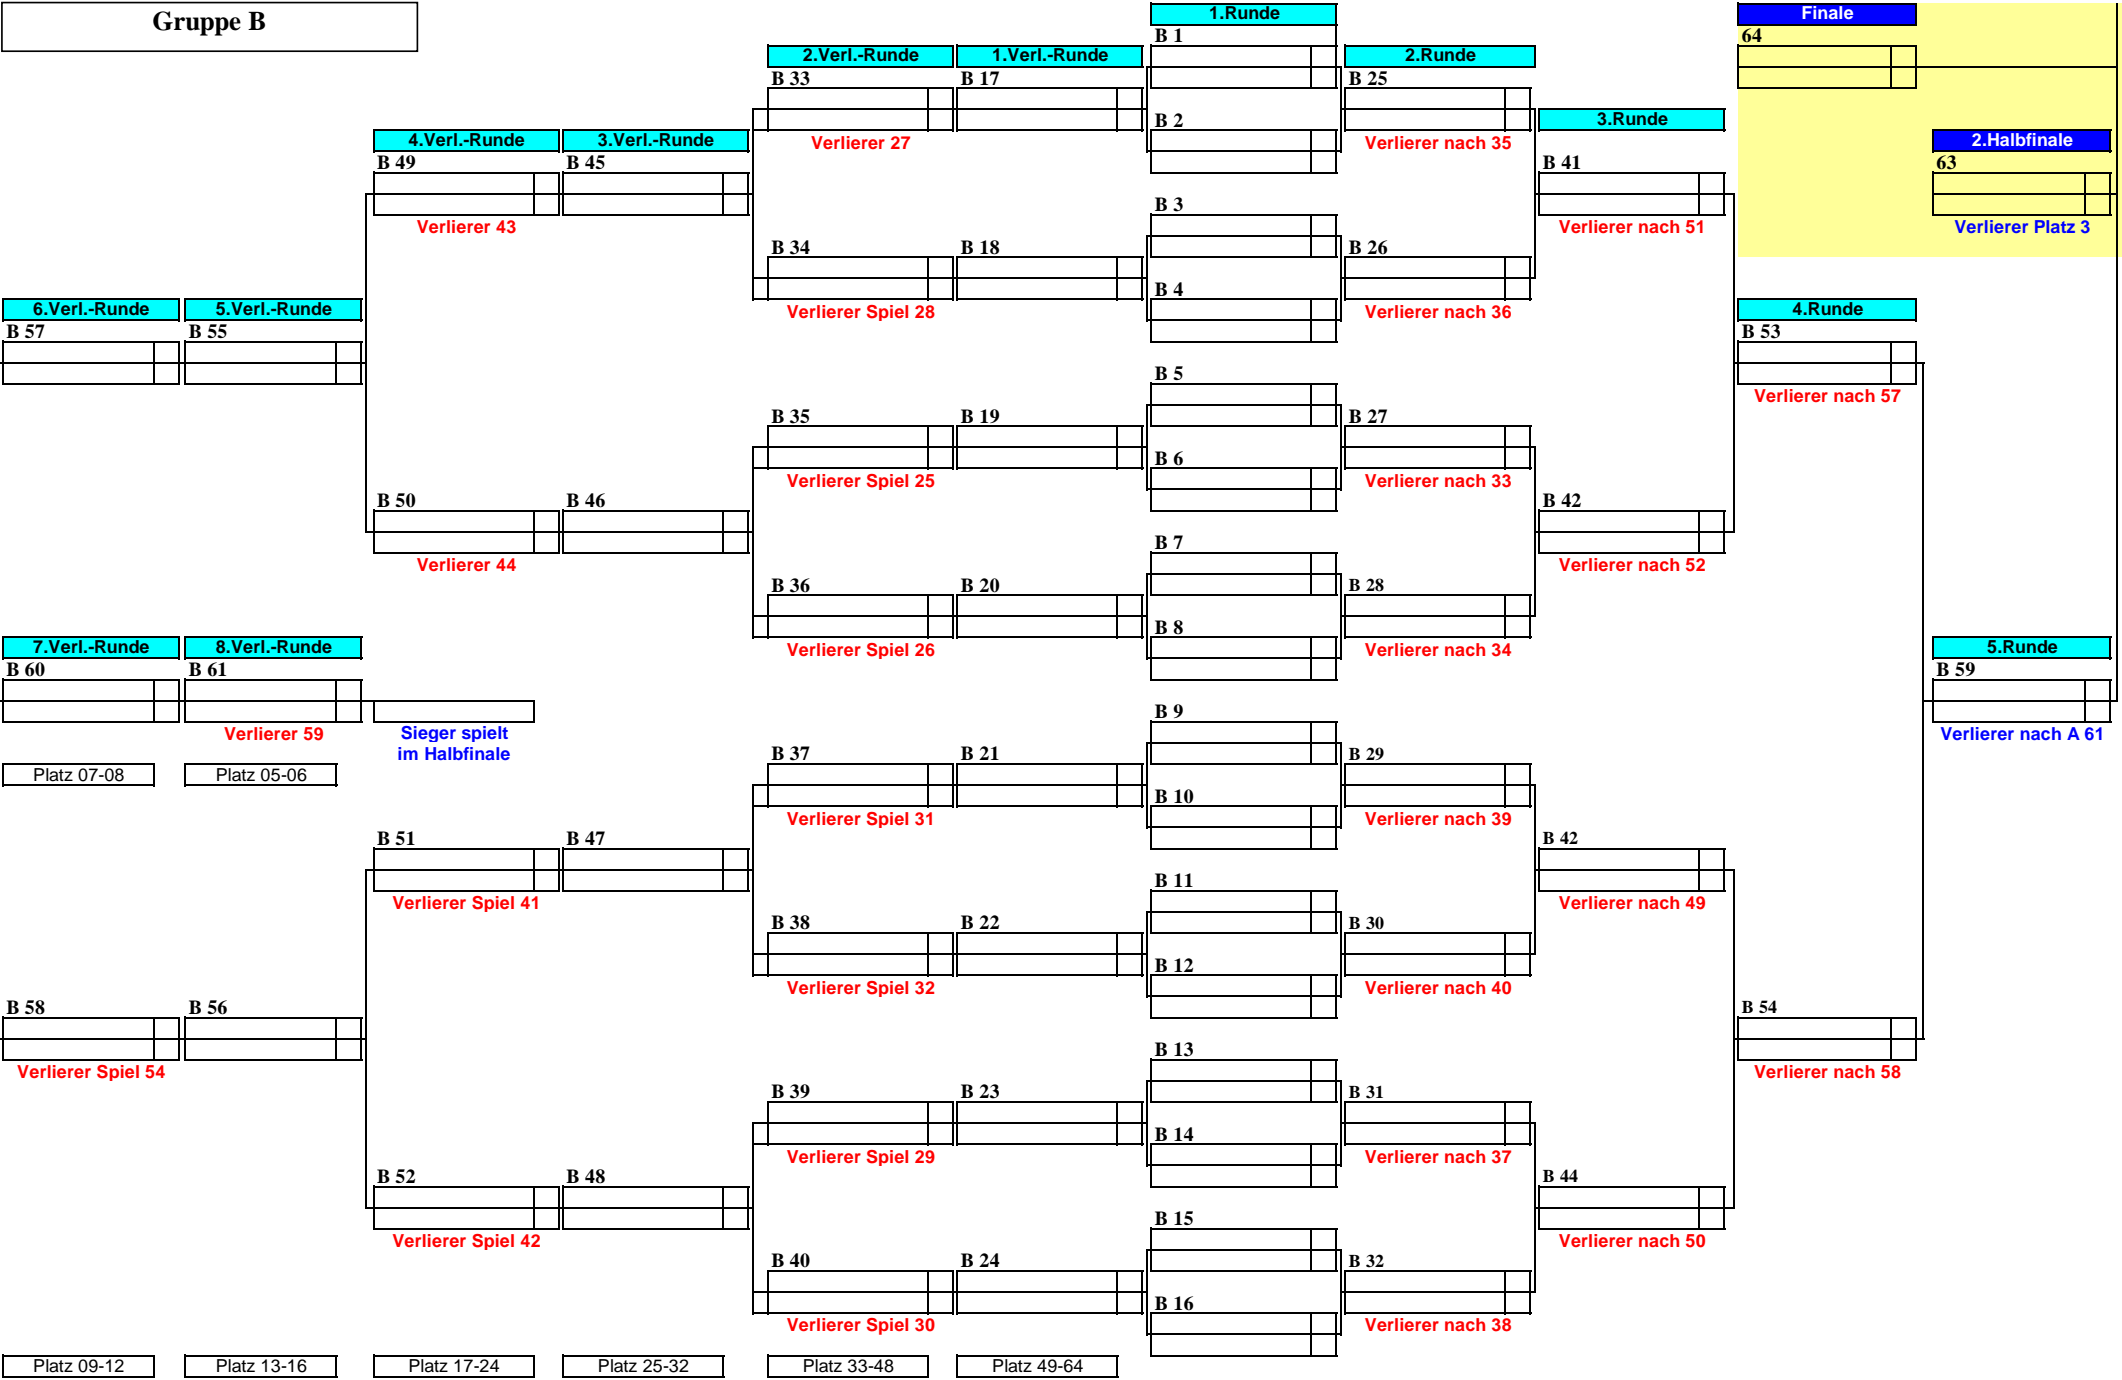 Gruppe B
1.Runde
Finale
B 1
64
2.Verl.-Runde
1.Verl.-Runde
2.Runde
B 33
B 17
B 25
B 2
3.Runde
4.Verl.-Runde
3.Verl.-Runde
Verlierer 27
Verlierer nach 35
2.Halbfinale
B 49
B 45
B 41
63
B 3
Verlierer 43
Verlierer nach 51
Verlierer Platz 3
B 34
B 18
B 26
B 4
6.Verl.-Runde
5.Verl.-Runde
Verlierer Spiel 28
Verlierer nach 36
4.Runde
B 57
B 55
B 53
B 5
Verlierer nach 57
B 35
B 19
B 27
B 6
Verlierer Spiel 25
Verlierer nach 33
B 50
B 46
B 42
B 7
Verlierer 44
Verlierer nach 52
B 36
B 20
B 28
B 8
7.Verl.-Runde
8.Verl.-Runde
Verlierer Spiel 26
Verlierer nach 34
5.Runde
B 60
B 61
B 59
B 9
Verlierer 59
Sieger spielt
im Halbfinale
Verlierer nach A 61
B 37
B 21
B 29
Platz 07-08
Platz 05-06
B 10
Verlierer Spiel 31
Verlierer nach 39
B 51
B 47
B 42
B 11
Verlierer Spiel 41
Verlierer nach 49
B 38
B 22
B 30
B 12
Verlierer Spiel 32
Verlierer nach 40
B 58
B 56
B 54
B 13
Verlierer Spiel 54
Verlierer nach 58
B 39
B 23
B 31
B 14
Verlierer Spiel 29
Verlierer nach 37
B 52
B 48
B 44
B 15
Verlierer Spiel 42
Verlierer nach 50
B 40
B 24
B 32
B 16
Verlierer Spiel 30
Verlierer nach 38
Platz 09-12
Platz 13-16
Platz 17-24
Platz 25-32
Platz 33-48
Platz 49-64